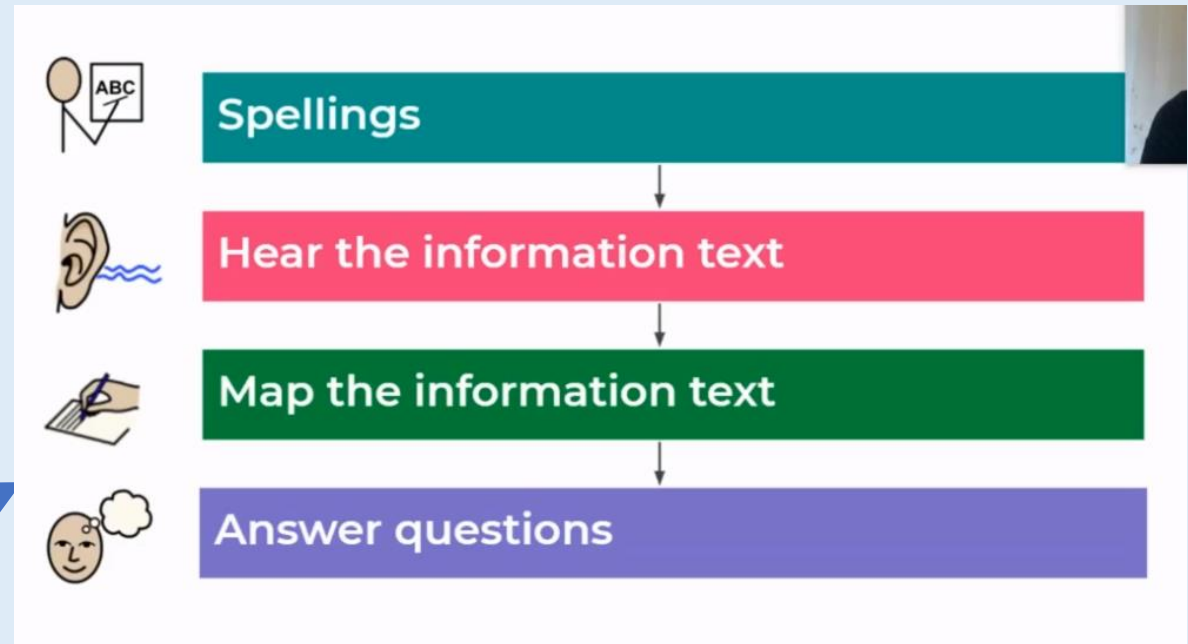 ABC
Spellings
Hear the information text
Map the information text
Answer questions